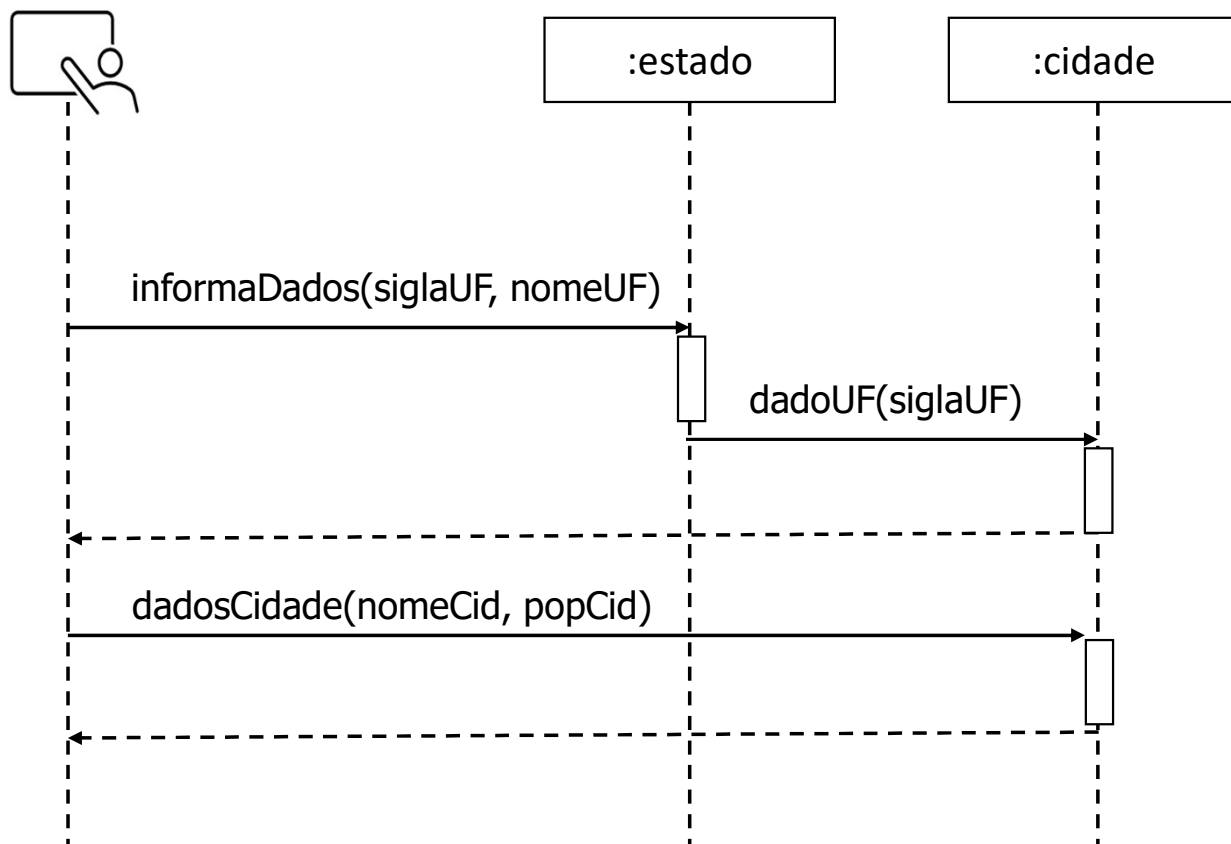 :estado
:cidade
informaDados(siglaUF, nomeUF)
dadoUF(siglaUF)
dadosCidade(nomeCid, popCid)